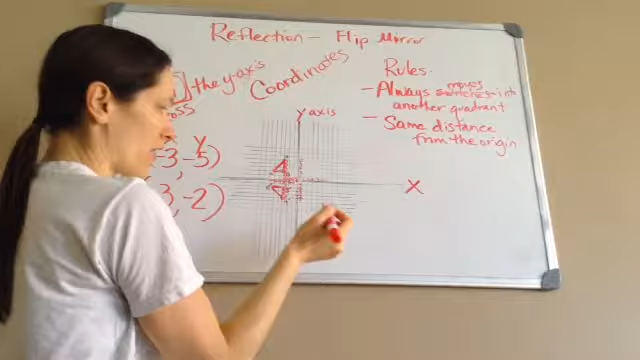 Reflection - Flip Mirror
the y-axis
Coordinates
Rules.
- Always moves
another quadrant
- Same distance
from the origin
Y axis
X
Y
-3, -5)
3, -2)